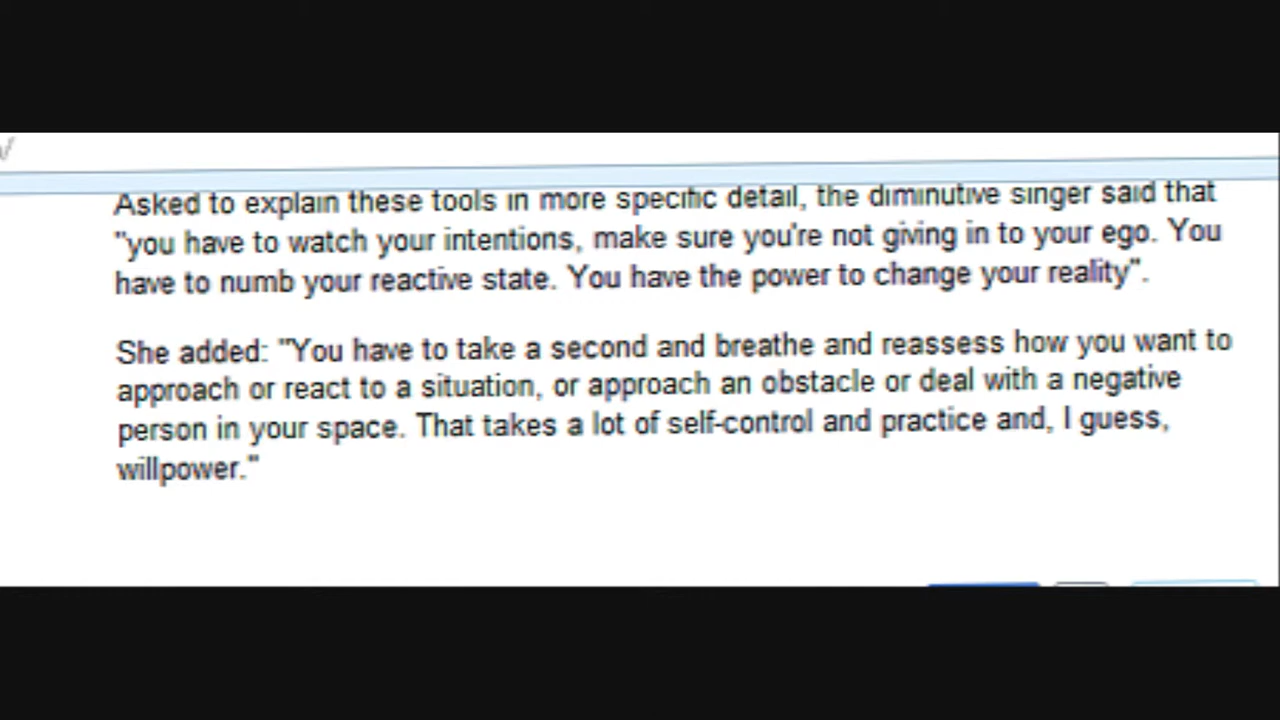 Asked to explain these tools in more specific detail, the diminutive singer said that
"you have to watch your intentions, make sure you're not giving in to your ego. You
have to numb your reactive state. You have the power to change your reality".
She added: "You have to take a second and breathe and reassess how you want to
approach or react to a situation, or approach an obstacle or deal with a negative
person in your space. That takes a lot of self-control and practice and, I guess,
willpower."